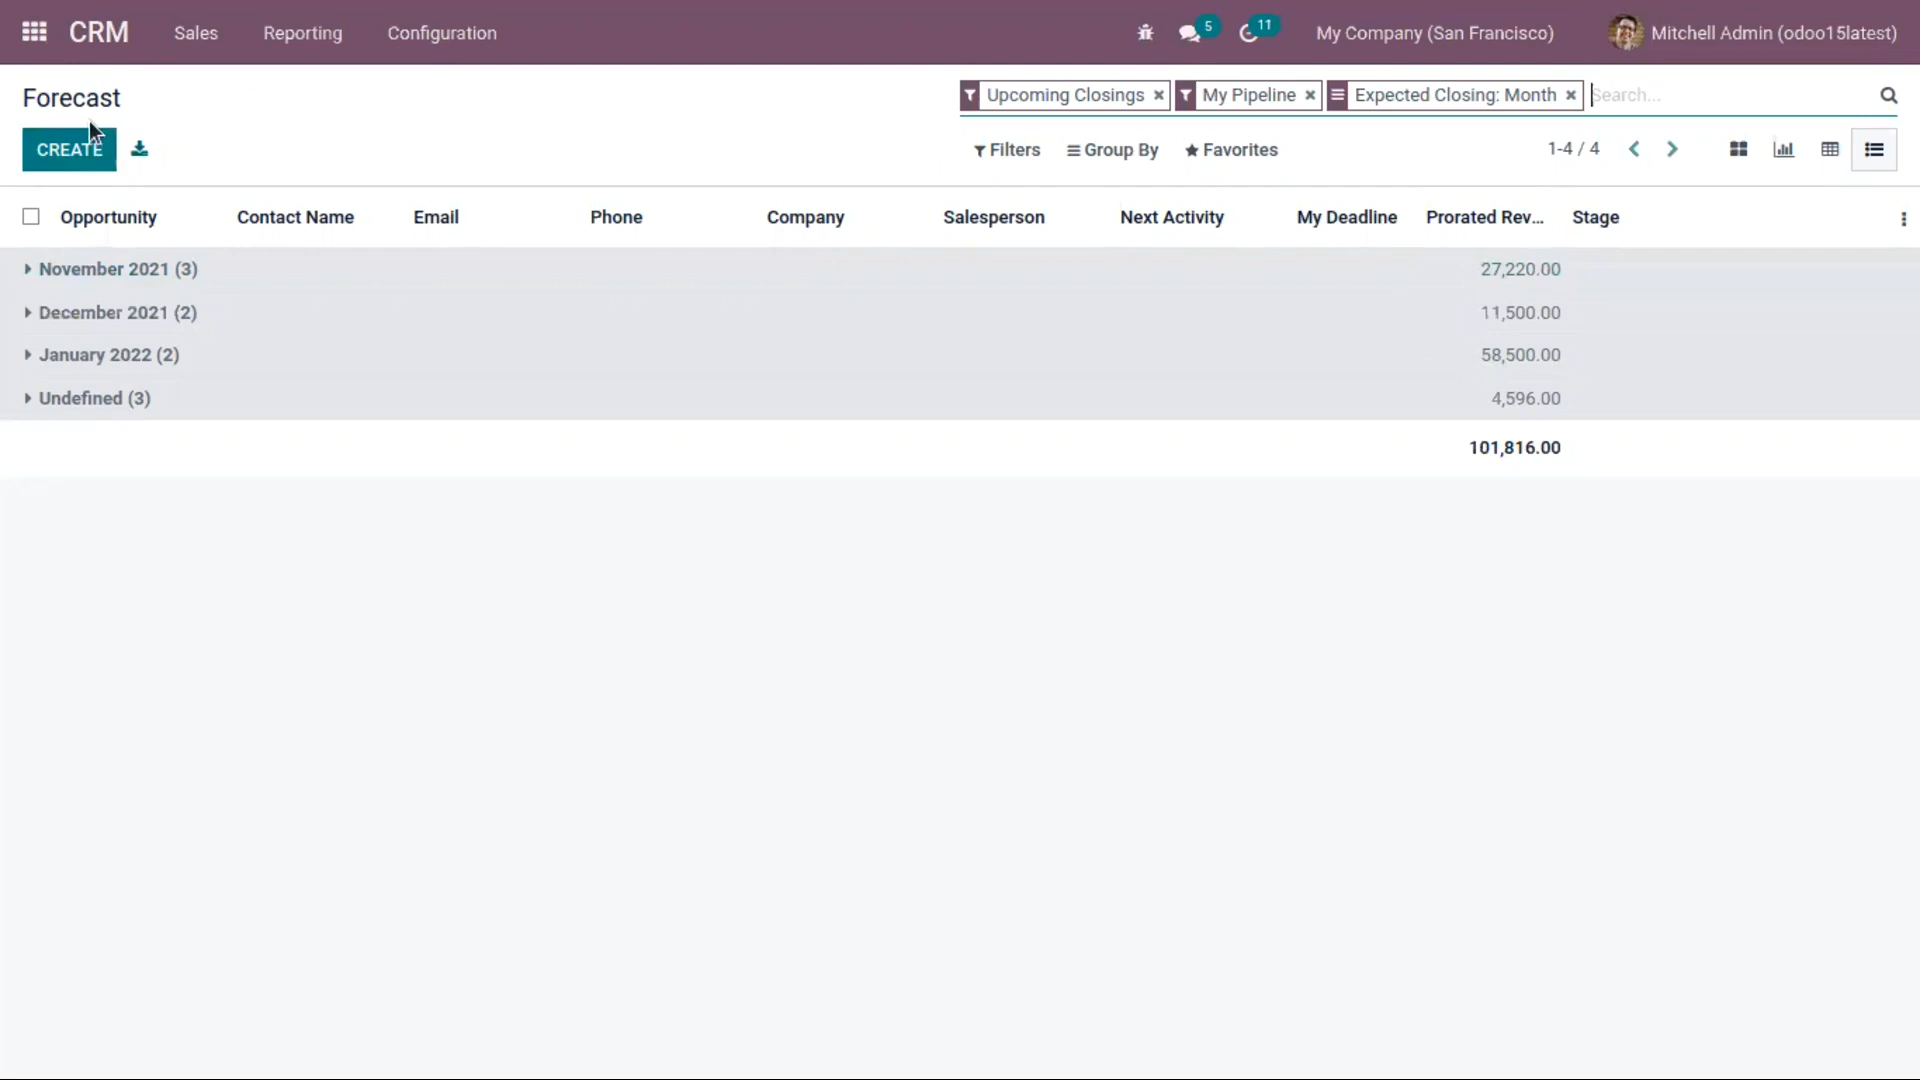 CRM Sales Reporting Configuration 5 11 My Company (San Francisco) Mitchell Admin (odoo15latest)
Forecast Upcoming Closings × My Pipeline × Expected Closing: Month × Search...
CREATE Filters Group By Favorites 1-4 / 4
Opportunity Contact Name Email Phone Company Salesperson Next Activity My Deadline Prorated Rev... Stage
November 2021 (3) 27,220.00
December 2021 (2) 11,500.00
January 2022 (2) 58,500.00
Undefined (3) 4,596.00
101,816.00